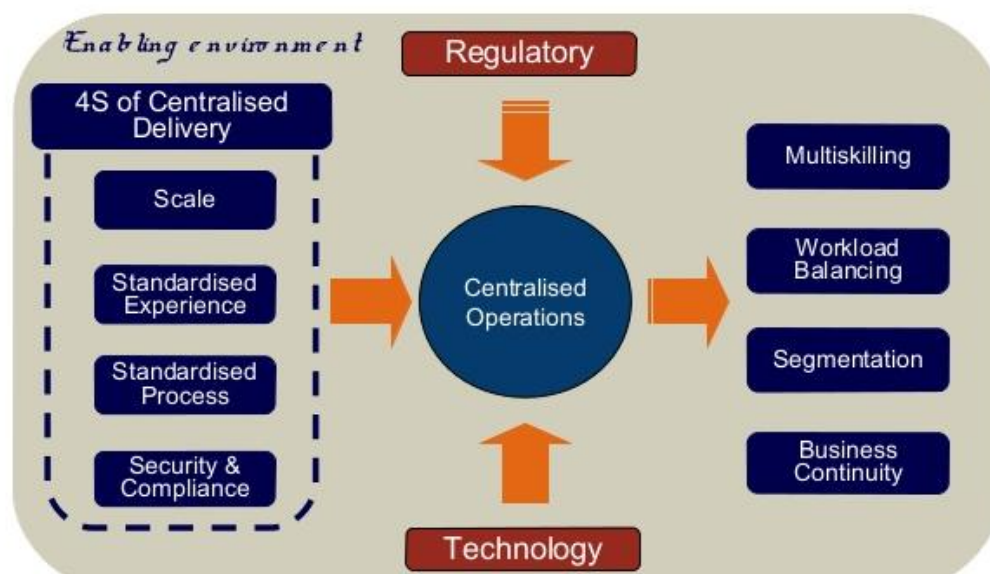 Enabling environment
Regulatory
4S of Centralised
Delivery
Scale
Standardised
Experience
Standardised
Process
Security &
Compliance
Centralised
Operations
Technology
Multiskilling
Workload
Balancing
Segmentation
Business
Continuity